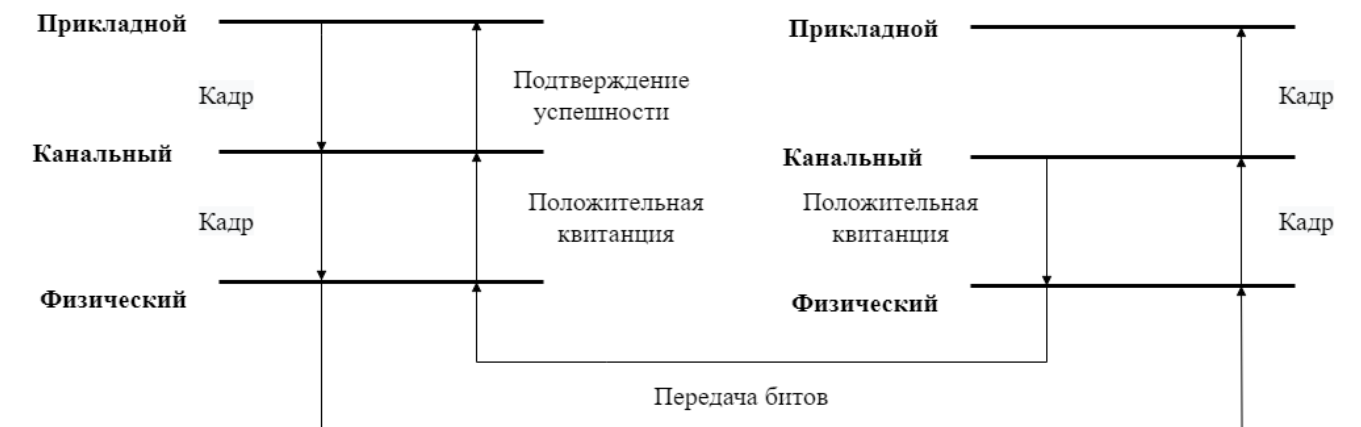 Прикладной
Прикладной
Кадр
Подтверждение
успешности
Кадр
Канальный
Канальный
Кадр
Положительная
квитанция
Положительная
квитанция
Кадр
Физический
Физический
Передача битов